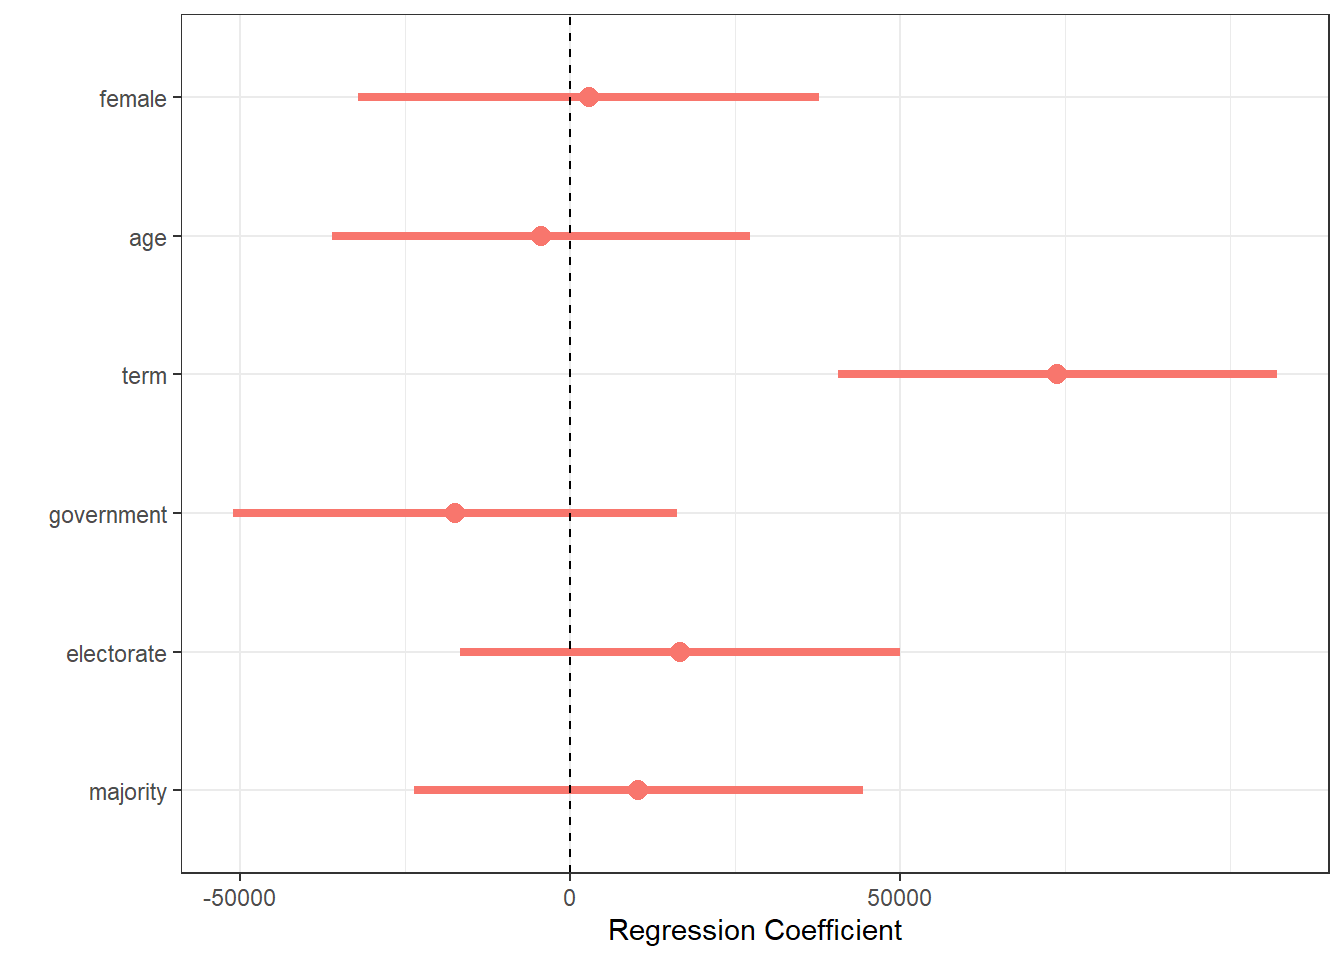 female
age
term
government
electorate
majority
-50000 0 50000
Regression Coefficient